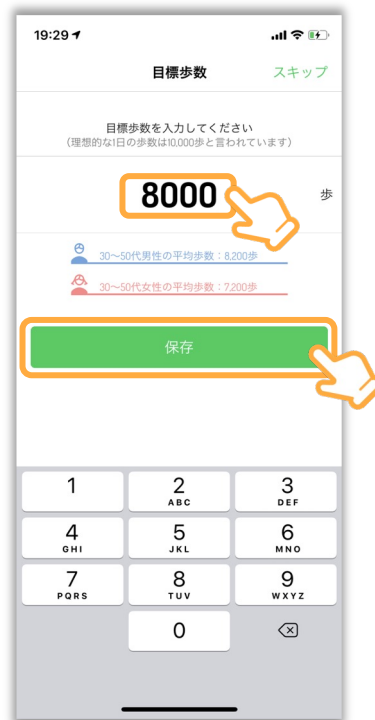 19:29
目標歩数
スキップ
目標歩数を入力してください
(理想的な1日の歩数は10,000歩と言われています)
8000
歩
30〜50代男性の平均歩数:8,200歩
30〜50代女性の平均歩数:7,200歩
保存
1
2
ABC
3
DEF
4
GHI
5
JKL
6
MNO
7
PQRS
8
TUV
9
WXYZ
0